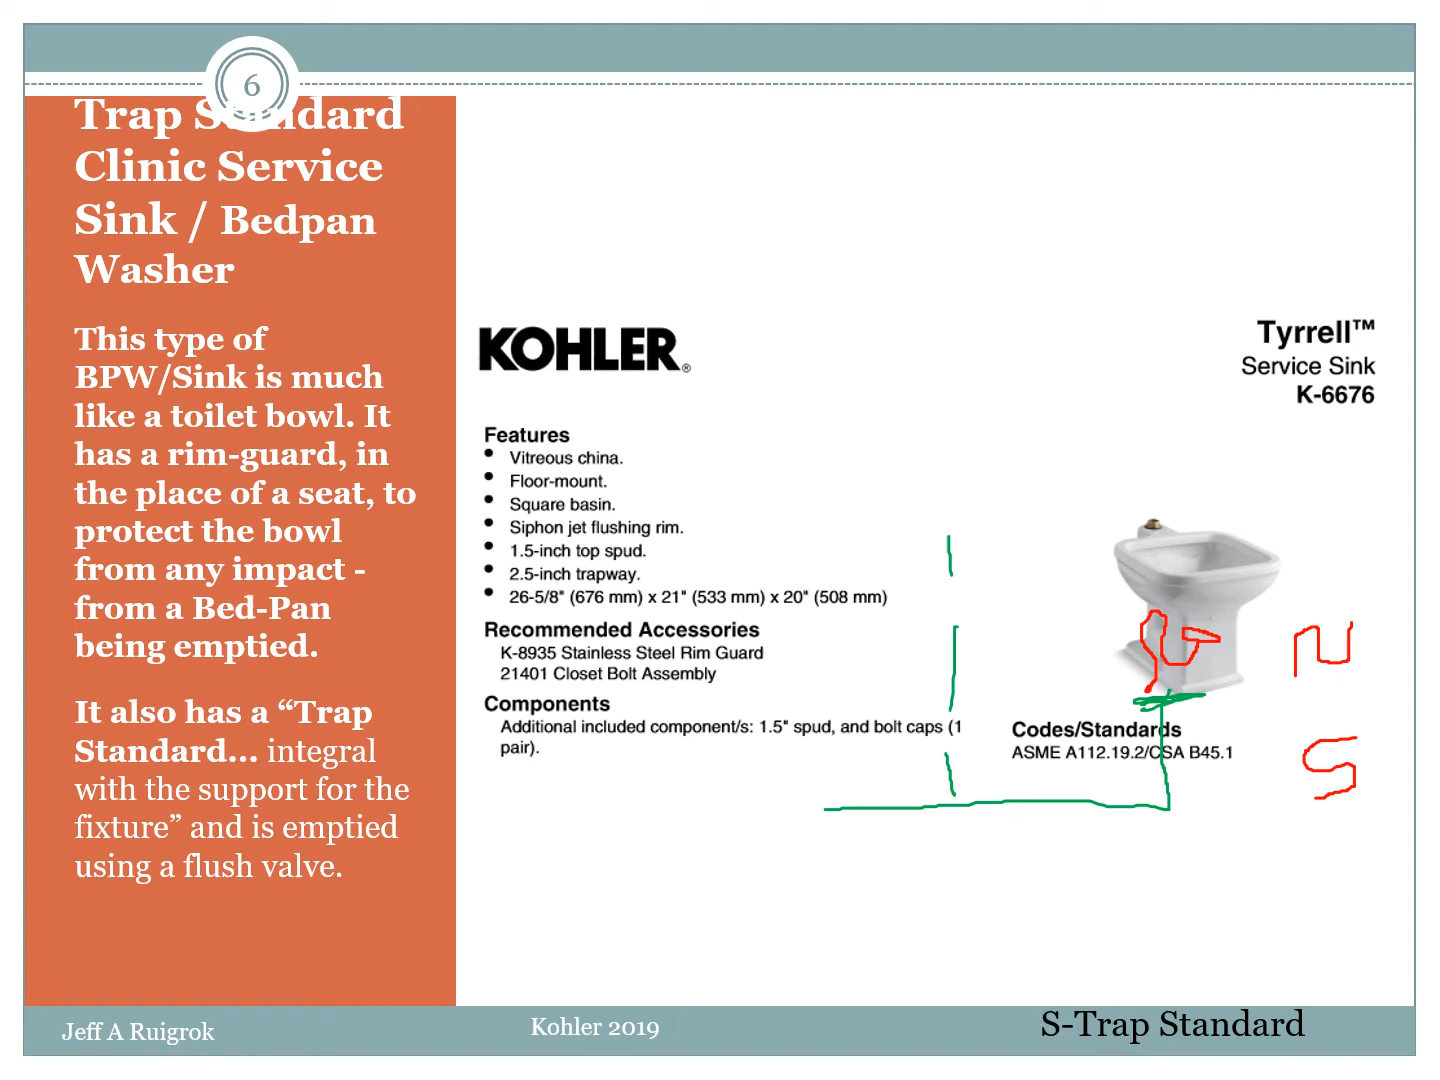 6
Trap Standard
Clinic Service
Sink / Bedpan
Washer
This type of
BPW/Sink is much
like a toilet bowl. It
has a rim-guard, in
the place of a seat, to
protect the bowl
from any impact -
from a Bed-Pan
being emptied.
It also has a “Trap
Standard… integral
with the support for the
fixture” and is emptied
using a flush valve.
KOHLER®
Tyrrell™
Service Sink
K-6676
Features
• Vitreous china.
• Floor-mount.
• Square basin.
• Siphon jet flushing rim.
• 1.5-inch top spud.
• 2.5-inch trapway.
• 26-5/8" (676 mm) x 21" (533 mm) x 20" (508 mm)
Recommended Accessories
K-8935 Stainless Steel Rim Guard
21401 Closet Bolt Assembly
Components
Additional included component/s: 1.5" spud, and bolt caps (1
pair).
Codes/Standards
ASME A112.19.2/CSA B45.1
S
Jeff A Ruigrok
Kohler 2019
S-Trap Standard